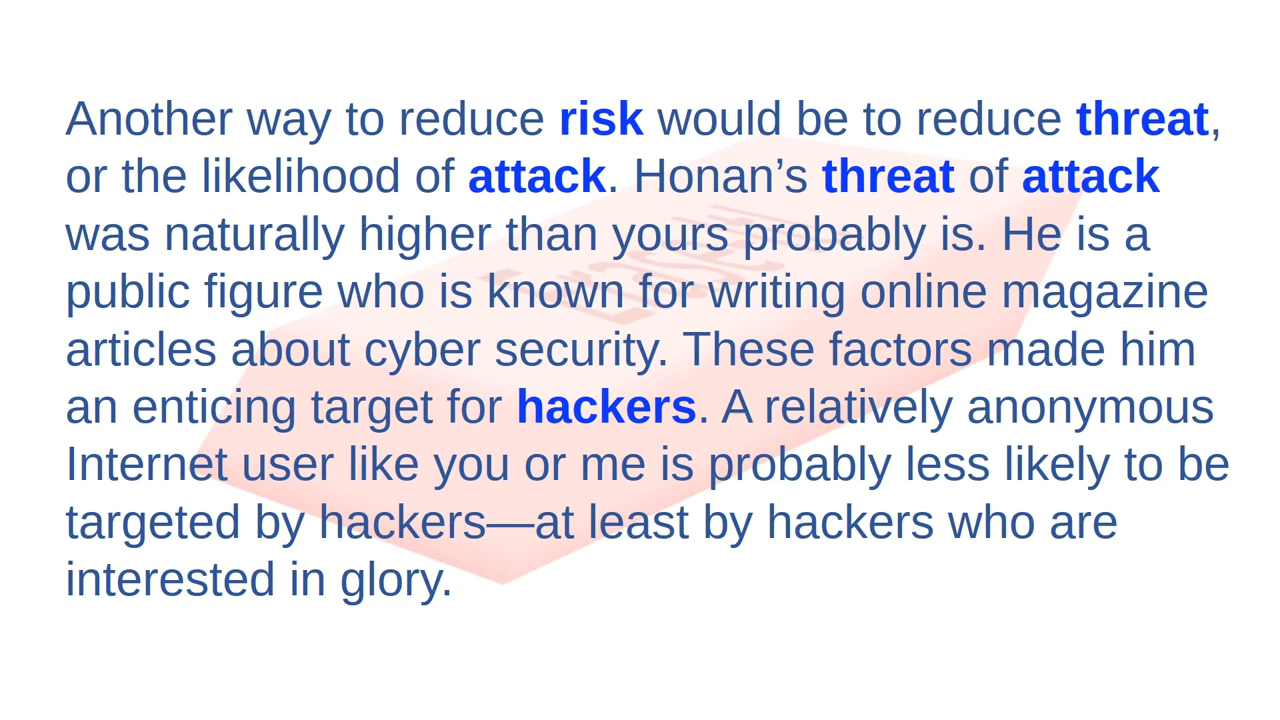 Another way to reduce risk would be to reduce threat,
or the likelihood of attack. Honan’s threat of attack
was naturally higher than yours probably is. He is a
public figure who is known for writing online magazine
articles about cyber security. These factors made him
an enticing target for hackers. A relatively anonymous
Internet user like you or me is probably less likely to be
targeted by hackers—at least by hackers who are
interested in glory.